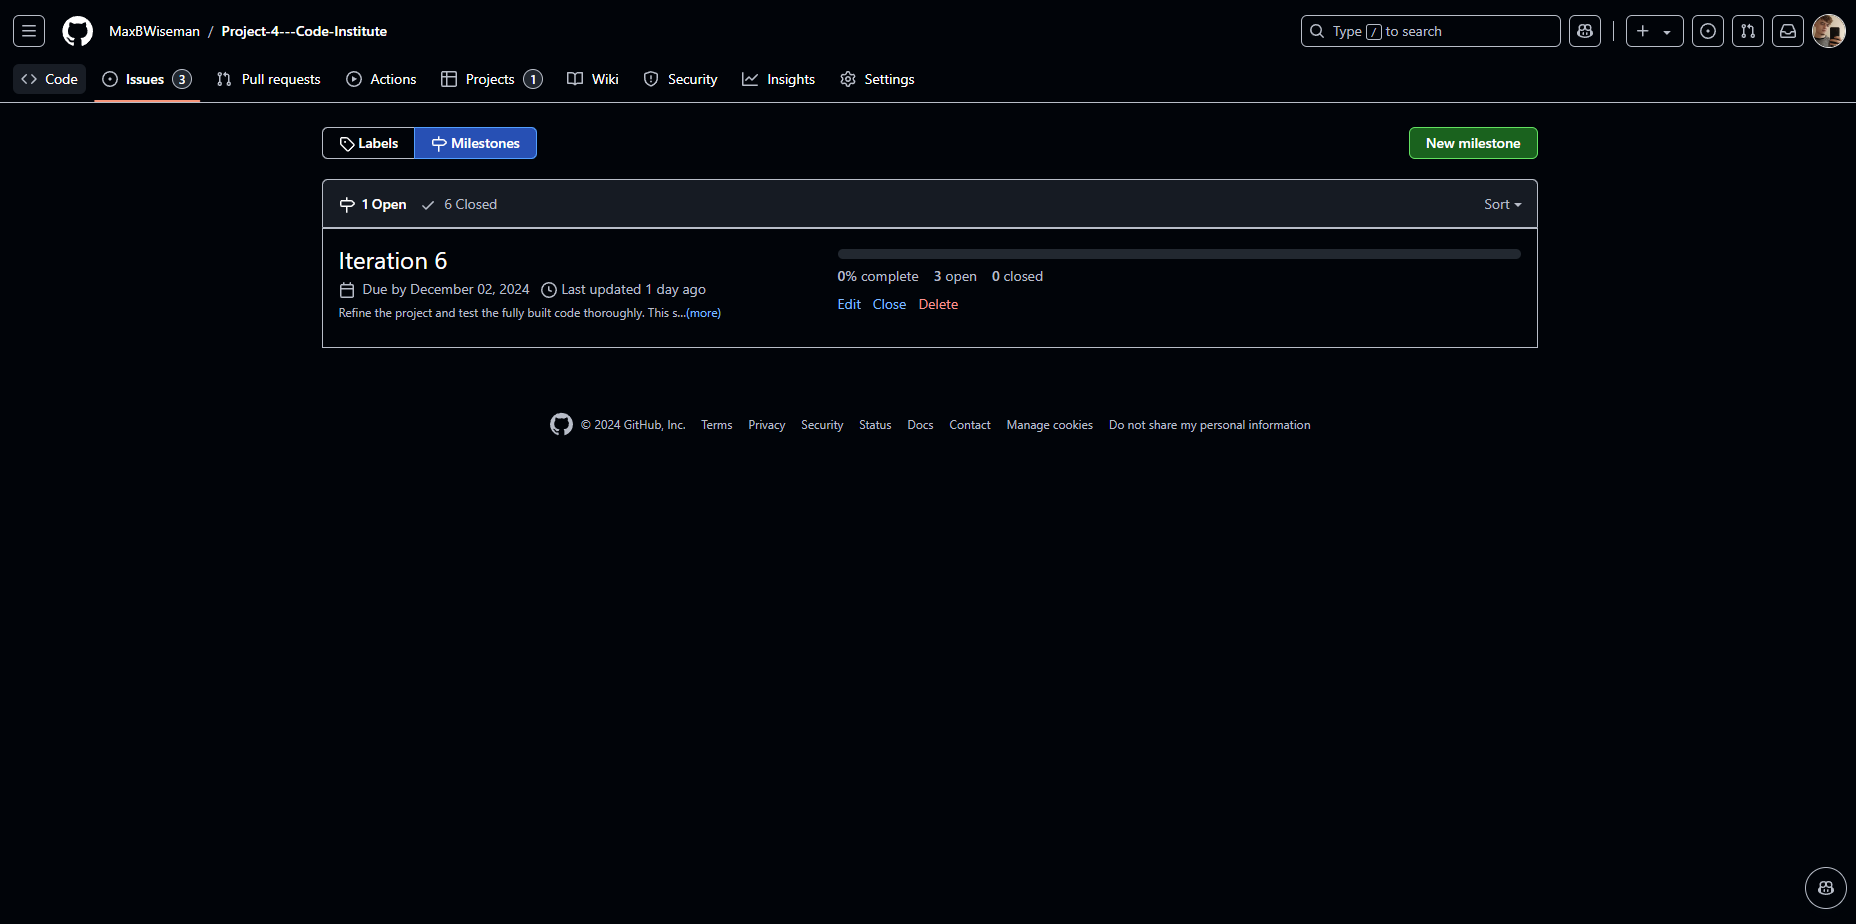 MaxBWiseman / Project-4---Code-Institute
Type / to search
Code
Issues 3
Pull requests
Actions
Projects 1
Wiki
Security
Insights
Settings
Labels
Milestones
New milestone
1 Open
6 Closed
Sort
Iteration 6
Due by December 02, 2024
Last updated 1 day ago
Refine the project and test the fully built code thoroughly. This s...(more)
0% complete 3 open 0 closed
Edit Close Delete
© 2024 GitHub, Inc. Terms Privacy Security Status Docs Contact Manage cookies Do not share my personal information